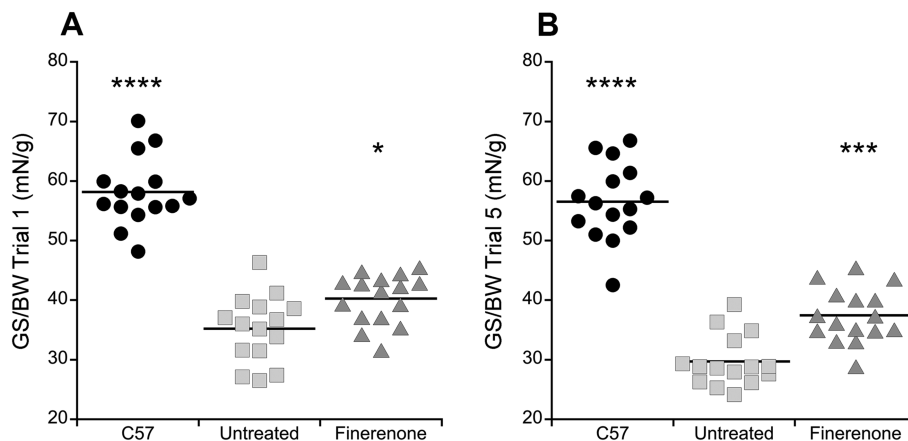 A
GS/BW Trial 1 (mN/g)
80
70
60
50
40
30
20
****
*
C57
Untreated
Finerenone
B
GS/BW Trial 5 (mN/g)
80
70
60
50
40
30
20
****
***
C57
Untreated
Finerenone